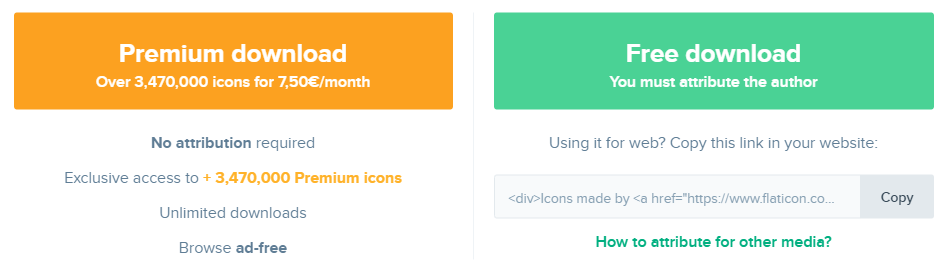 Premium download
Over 3,470,000 icons for 7,50€/month
No attribution required
Exclusive access to + 3,470,000 Premium icons
Unlimited downloads
Browse ad-free
Free download
You must attribute the author
Using it for web? Copy this link in your website:
<div>Icons made by <a href="https://www.flaticon.co...
Copy
How to attribute for other media?